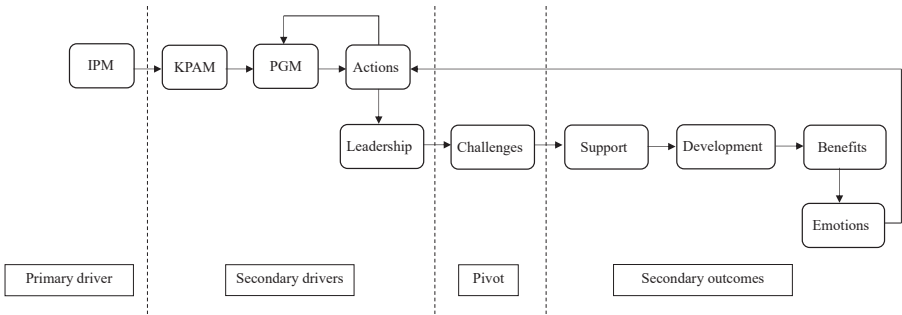 IPM
KPAM
PGM
Actions
Leadership
Challenges
Support
Development
Benefits
Emotions
Primary driver
Secondary drivers
Pivot
Secondary outcomes